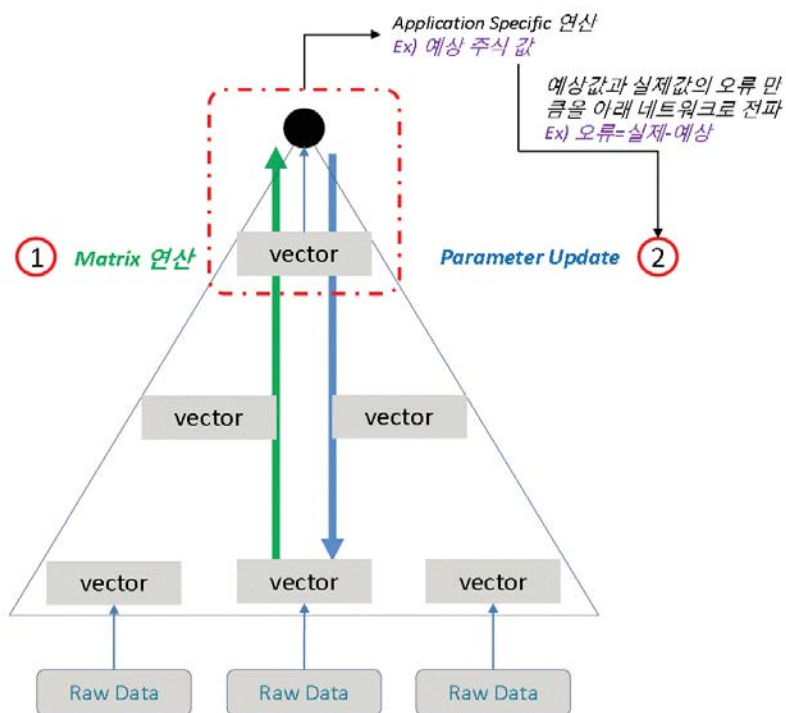 Application Specific 연산
Ex) 예상 주식 값
예상값과 실제값의 오류 만
큼을 아래 네트워크로 전파
Ex) 오류=실제-예상
1 Matrix 연산
vector
Parameter Update 2
vector
vector
vector
vector
vector
Raw Data
Raw Data
Raw Data